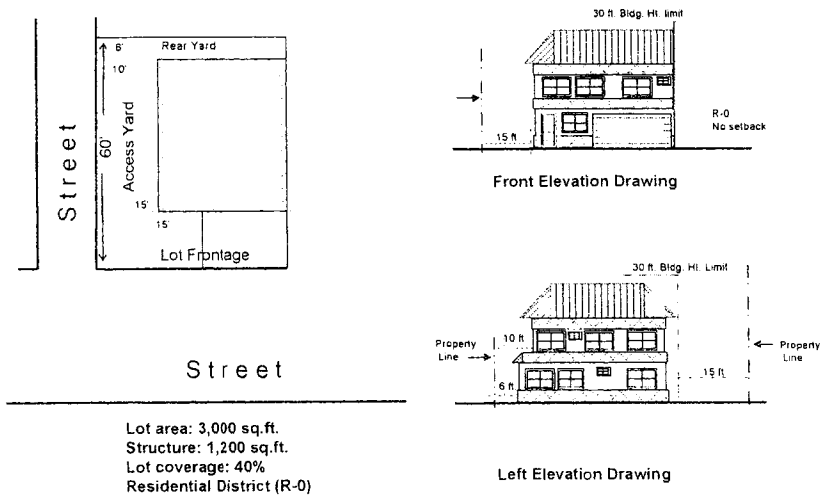 6'
Rear Yard
10'
Street
60'
Access Yard
15'
15'
Lot Frontage
Street
Lot area: 3,000 sq.ft.
Structure: 1,200 sq.ft.
Lot coverage: 40%
Residential District (R-0)
30 ft. Bldg. Ht. limit
R-0
No setback
15 ft
Front Elevation Drawing
30 ft. Bldg. Ht. Limit
Property
Line
10 ft
Property
Line
15 ft
6 ft
Left Elevation Drawing